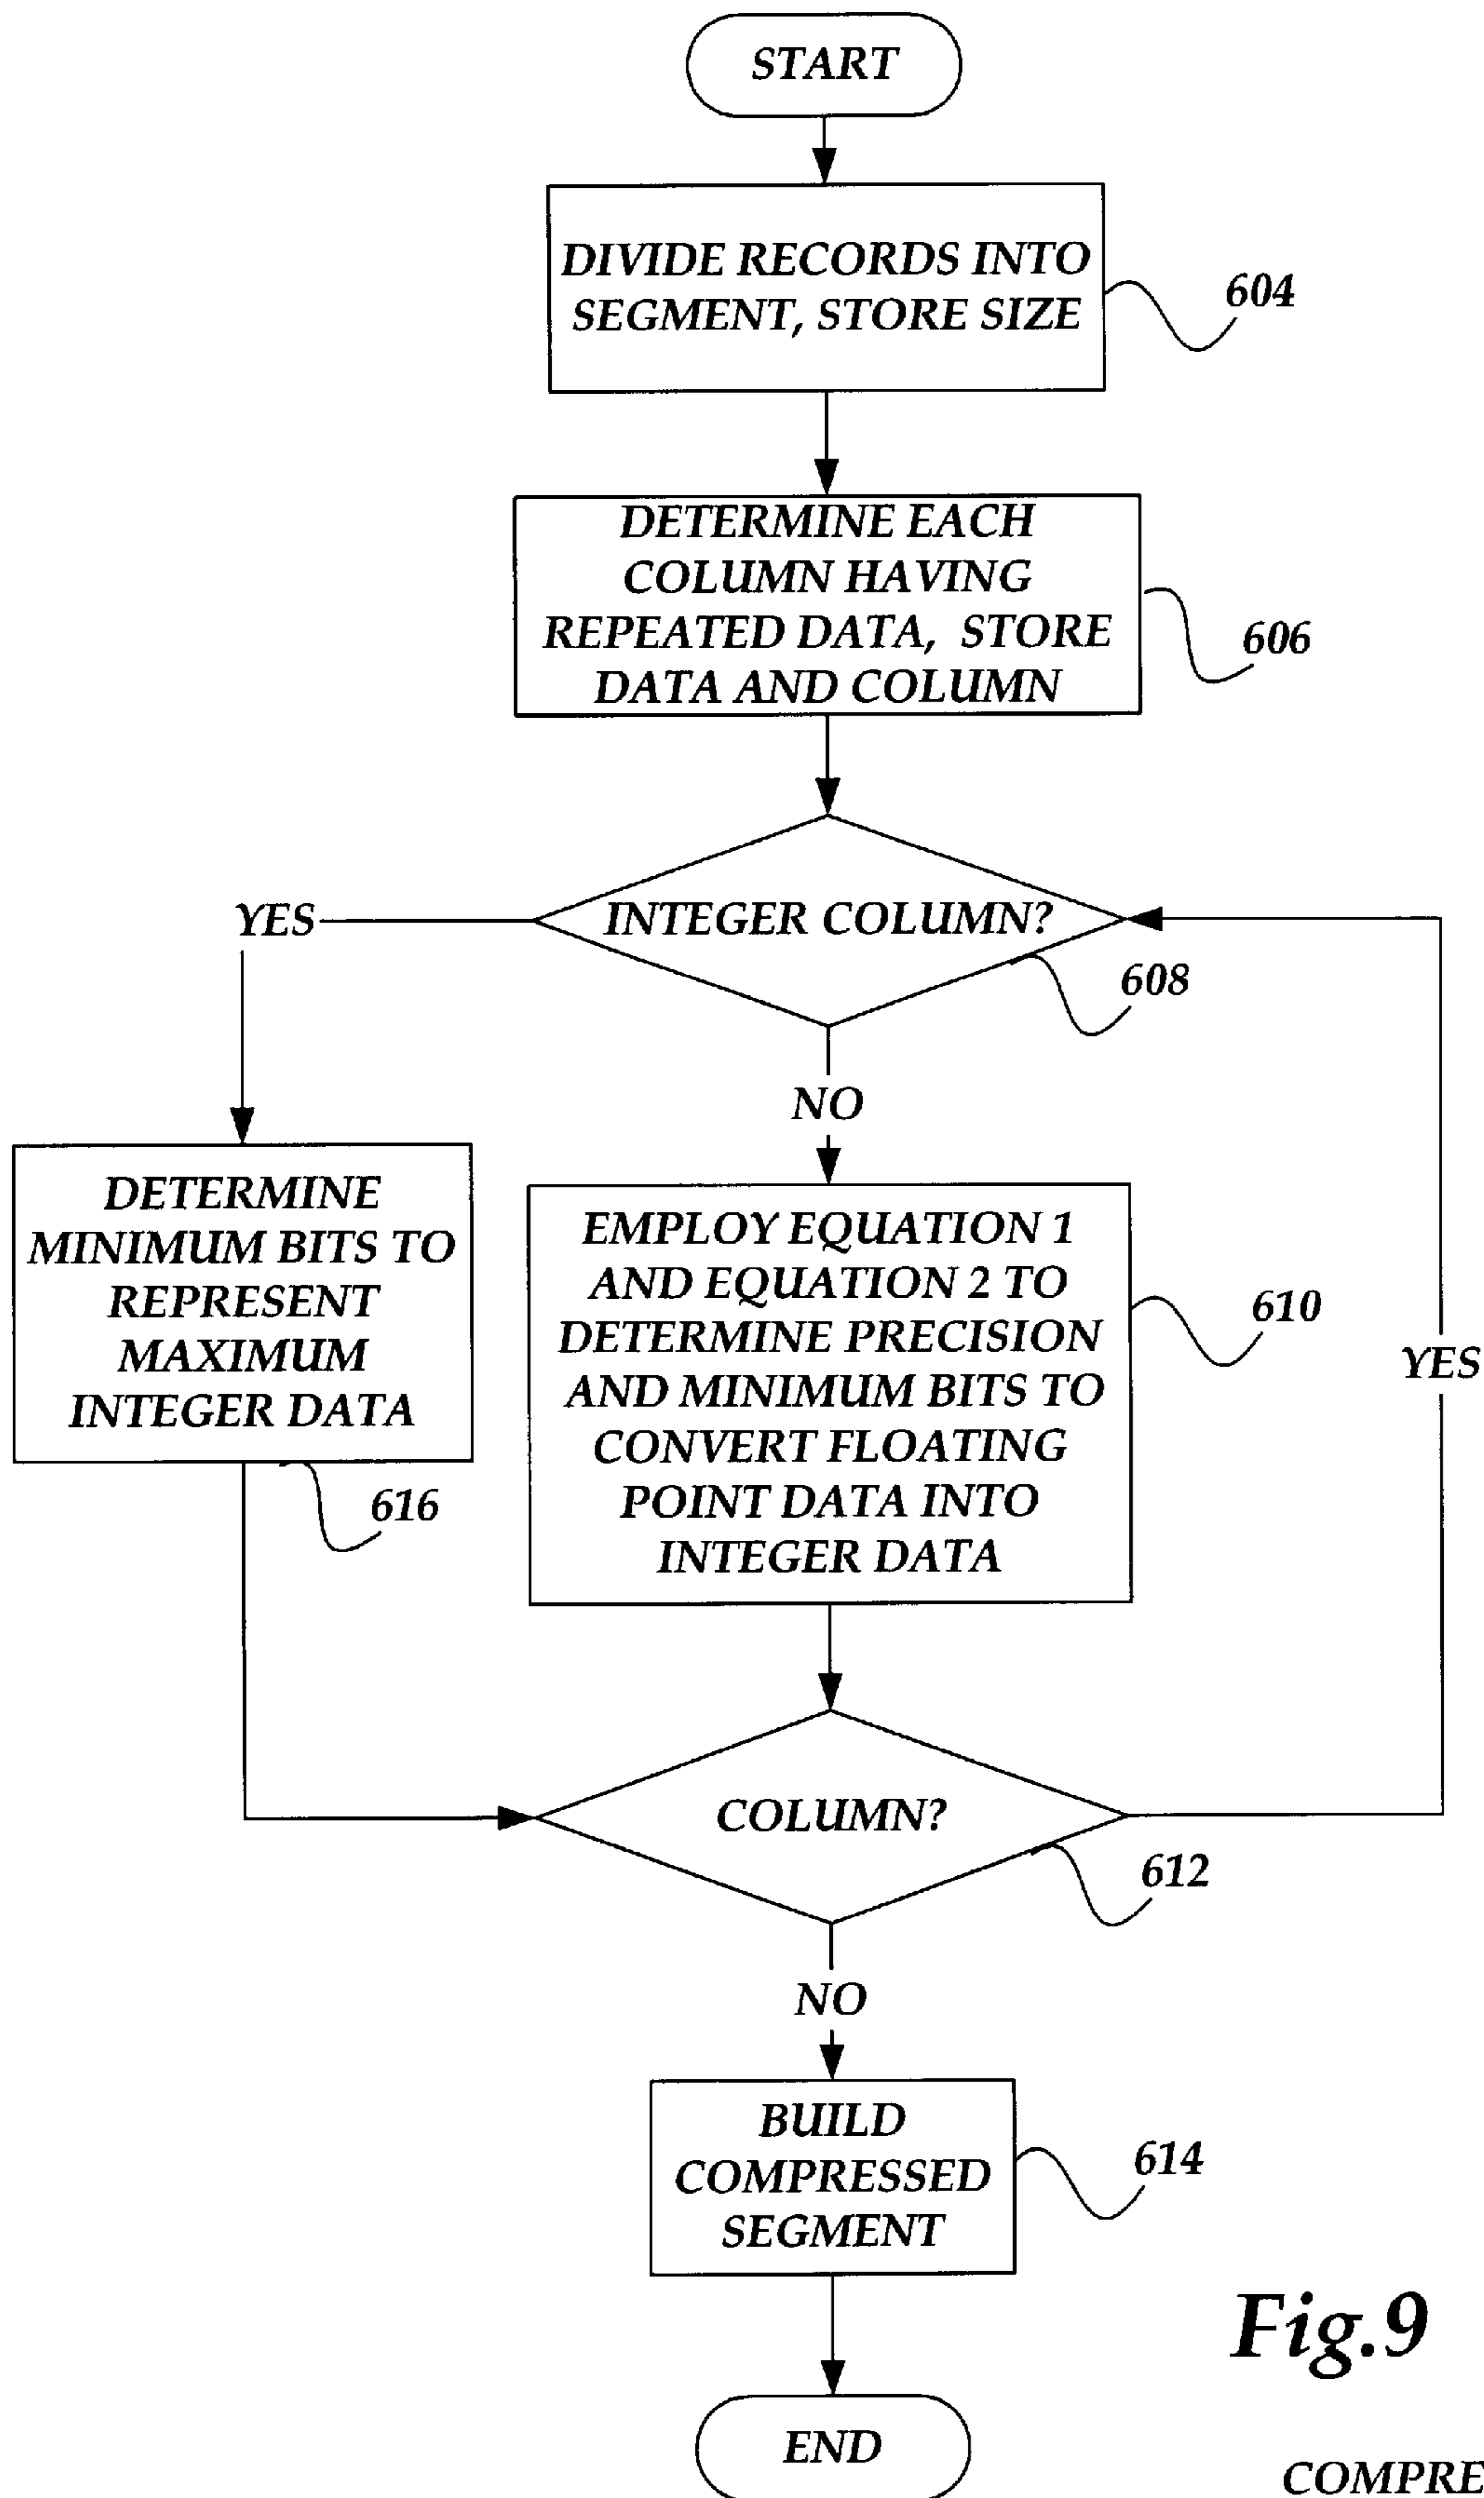 START
DIVIDE RECORDS INTO
SEGMENT, STORE SIZE
604
DETERMINE EACH
COLUMN HAVING
REPEATED DATA, STORE
DATA AND COLUMN
606
YES
INTEGER COLUMN?
608
NO
DETERMINE
MINIMUM BITS TO
REPRESENT
MAXIMUM
INTEGER DATA
616
EMPLOY EQUATION 1
AND EQUATION 2 TO
DETERMINE PRECISION
AND MINIMUM BITS TO
CONVERT FLOATING
POINT DATA INTO
INTEGER DATA
610
YES
COLUMN?
612
NO
BUILD
COMPRESSED
SEGMENT
614
Fig.9
END
COMPRE